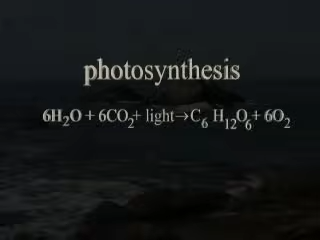 photosynthesis
6H₂O + 6CO₂ + light→C₆ H₁₂O₆ + 6O₂